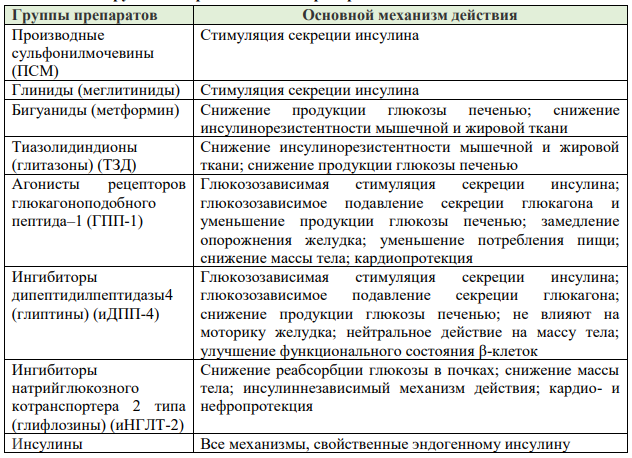 Группы препаратов
Основной механизм действия
Производные
сульфонилмочевины
(ПСМ)
Стимуляция секреции инсулина
Глиниды (меглитиниды)
Стимуляция секреции инсулина
Бигуаниды (метформин)
Снижение продукции глюкозы печенью; снижение
инсулинорезистентности мышечной и жировой ткани
Тиазолидиндионы
(глитазоны) (ТЗД)
Снижение инсулинорезистентности мышечной и жировой
ткани; снижение продукции глюкозы печенью
Агонисты рецепторов
глюкагоноподобного
пептида–1 (ГПП-1)
Глюкозозависимая стимуляция секреции инсулина;
глюкозозависимое подавление секреции глюкагона и
уменьшение продукции глюкозы печенью; замедление
опорожнения желудка; уменьшение потребления пищи;
снижение массы тела; кардиопротекция
Ингибиторы
дипептидилпептидазы4
(глиптины) (иДПП-4)
Глюкозозависимая стимуляция секреции инсулина;
глюкозозависимое подавление секреции глюкагона;
снижение продукции глюкозы печенью; не влияют на
моторику желудка; нейтральное действие на массу тела;
улучшение функционального состояния β-клеток
Ингибиторы
натрийглюкозного
котранспортера 2 типа
(глифлозины) (иНГЛТ-2)
Снижение реабсорбции глюкозы в почках; снижение массы
тела; инсулиннезависимый механизм действия; кардио- и
нефропротекция
Инсулины
Все механизмы, свойственные эндогенному инсулину